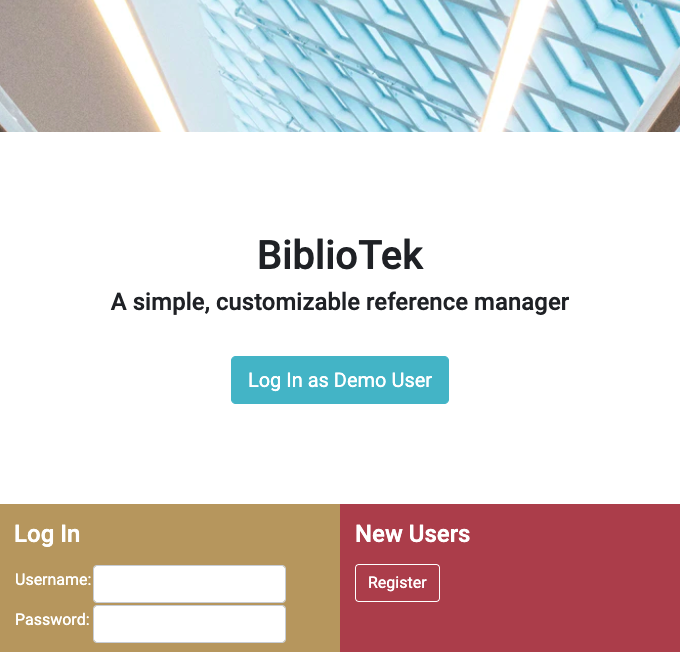 BiblioTek
A simple, customizable reference manager
Log In as Demo User
Log In
Username:
Password:
New Users
Register